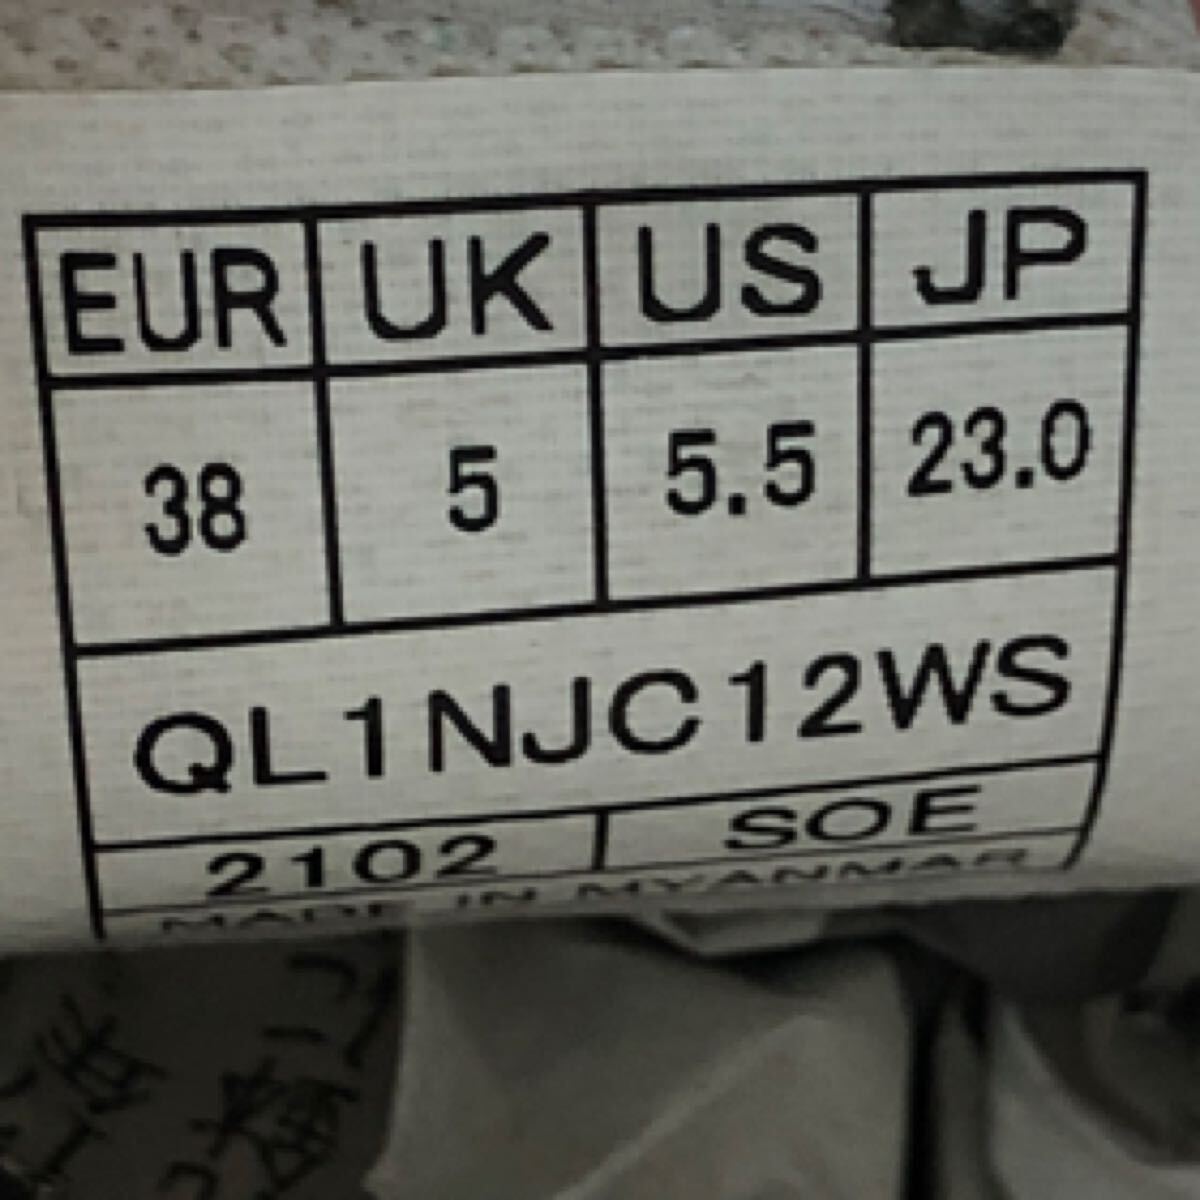 EUR UK US JP
38 5 5.5 23.0
QL1NJC12WS
2102 SOE
MADE IN MYANMAR